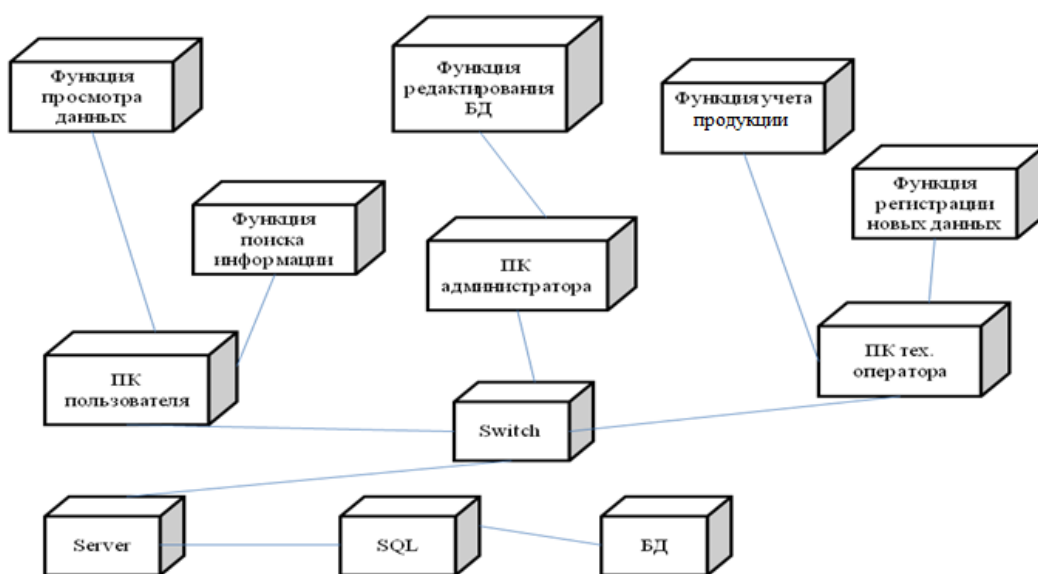 Функция
просмотра
данных
Функция
редактирования
БД
Функция учета
продукции
Функция
регистрации
новых данных
Функция
поиска
информации
ПК
администратора
ПК
пользователя
ПК тех.
оператора
Switch
Server
SQL
БД